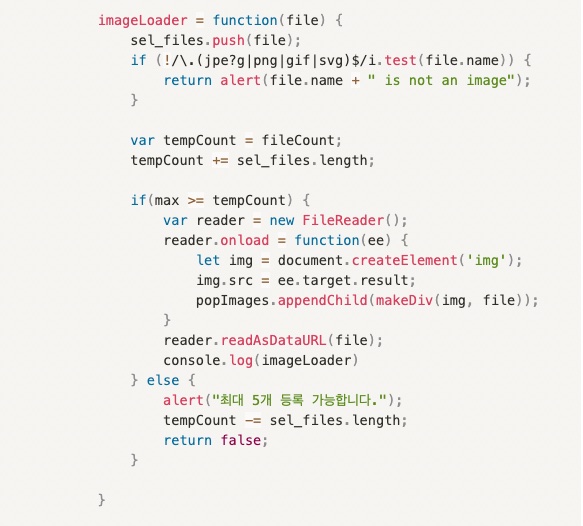 imageLoader = function(file) {
    sel_files.push(file);
    if (!/\.(jpe?g|png|gif|svg)$/i.test(file.name)) {
        return alert(file.name + " is not an image");
    }

    var tempCount = fileCount;
    tempCount += sel_files.length;

    if(max >= tempCount) {
        var reader = new FileReader();
        reader.onload = function(ee) {
            let img = document.createElement('img');
            img.src = ee.target.result;
            popImages.appendChild(makeDiv(img, file));
        }
        reader.readAsDataURL(file);
        console.log(imageLoader)
    } else {
        alert("최대 5개 등록 가능합니다.");
        tempCount -= sel_files.length;
        return false;
    }

}